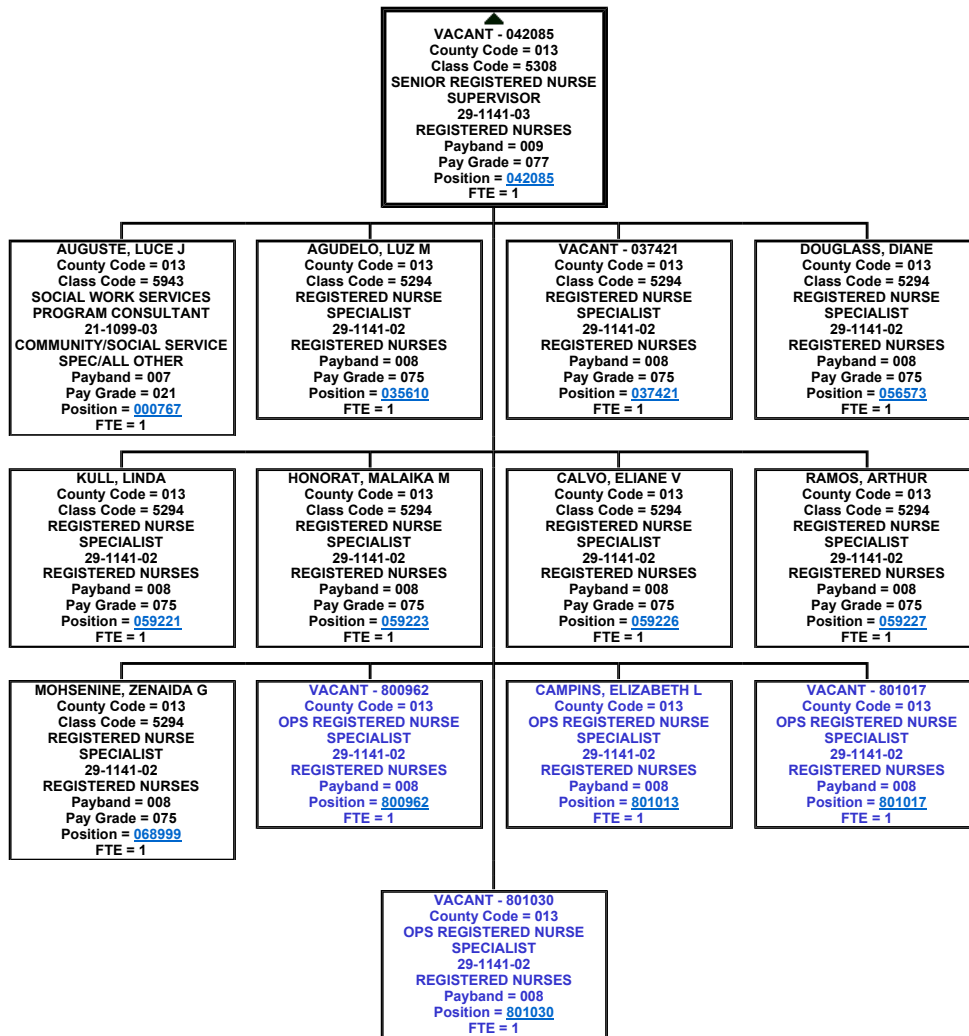 VACANT - 042085
County Code = 013
Class Code = 5308
SENIOR REGISTERED NURSE
SUPERVISOR
29-1141-03
REGISTERED NURSES
Payband = 009
Pay Grade = 077
Position = 042085
FTE = 1
AUGUSTE, LUCE J
County Code = 013
Class Code = 5943
SOCIAL WORK SERVICES
PROGRAM CONSULTANT
21-1099-03
COMMUNITY/SOCIAL SERVICE
SPEC/ALL OTHER
Payband = 007
Pay Grade = 021
Position = 000767
FTE = 1
AGUDELO, LUZ M
County Code = 013
Class Code = 5294
REGISTERED NURSE
SPECIALIST
29-1141-02
REGISTERED NURSES
Payband = 008
Pay Grade = 075
Position = 035610
FTE = 1
VACANT - 037421
County Code = 013
Class Code = 5294
REGISTERED NURSE
SPECIALIST
29-1141-02
REGISTERED NURSES
Payband = 008
Pay Grade = 075
Position = 037421
FTE = 1
DOUGLASS, DIANE
County Code = 013
Class Code = 5294
REGISTERED NURSE
SPECIALIST
29-1141-02
REGISTERED NURSES
Payband = 008
Pay Grade = 075
Position = 056573
FTE = 1
KULL, LINDA
County Code = 013
Class Code = 5294
REGISTERED NURSE
SPECIALIST
29-1141-02
REGISTERED NURSES
Payband = 008
Pay Grade = 075
Position = 059221
FTE = 1
HONORAT, MALAIKA M
County Code = 013
Class Code = 5294
REGISTERED NURSE
SPECIALIST
29-1141-02
REGISTERED NURSES
Payband = 008
Pay Grade = 075
Position = 059223
FTE = 1
CALVO, ELIANE V
County Code = 013
Class Code = 5294
REGISTERED NURSE
SPECIALIST
29-1141-02
REGISTERED NURSES
Payband = 008
Pay Grade = 075
Position = 059226
FTE = 1
RAMOS, ARTHUR
County Code = 013
Class Code = 5294
REGISTERED NURSE
SPECIALIST
29-1141-02
REGISTERED NURSES
Payband = 008
Pay Grade = 075
Position = 059227
FTE = 1
MOHSENINE, ZENAIDA G
County Code = 013
Class Code = 5294
REGISTERED NURSE
SPECIALIST
29-1141-02
REGISTERED NURSES
Payband = 008
Pay Grade = 075
Position = 068999
FTE = 1
VACANT - 800962
County Code = 013
OPS REGISTERED NURSE
SPECIALIST
29-1141-02
REGISTERED NURSES
Payband = 008
Position = 800962
FTE = 1
CAMPINS, ELIZABETH L
County Code = 013
OPS REGISTERED NURSE
SPECIALIST
29-1141-02
REGISTERED NURSES
Payband = 008
Position = 801013
FTE = 1
VACANT - 801017
County Code = 013
OPS REGISTERED NURSE
SPECIALIST
29-1141-02
REGISTERED NURSES
Payband = 008
Position = 801017
FTE = 1
VACANT - 801030
County Code = 013
OPS REGISTERED NURSE
SPECIALIST
29-1141-02
REGISTERED NURSES
Payband = 008
Position = 801030
FTE = 1